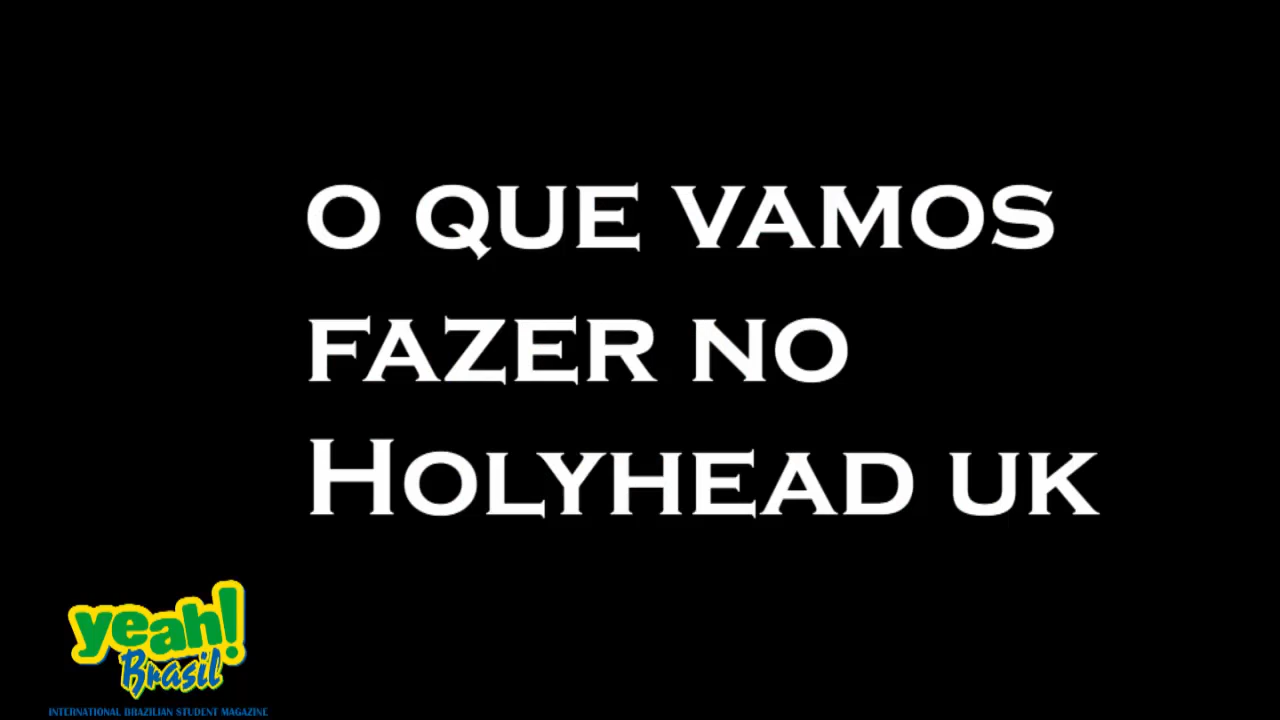 O QUE VAMOS
FAZER NO
HOLYHEAD UK
yeah!
Brasil
INTERNATIONAL BRAZILIAN STUDENT MAGAZINE